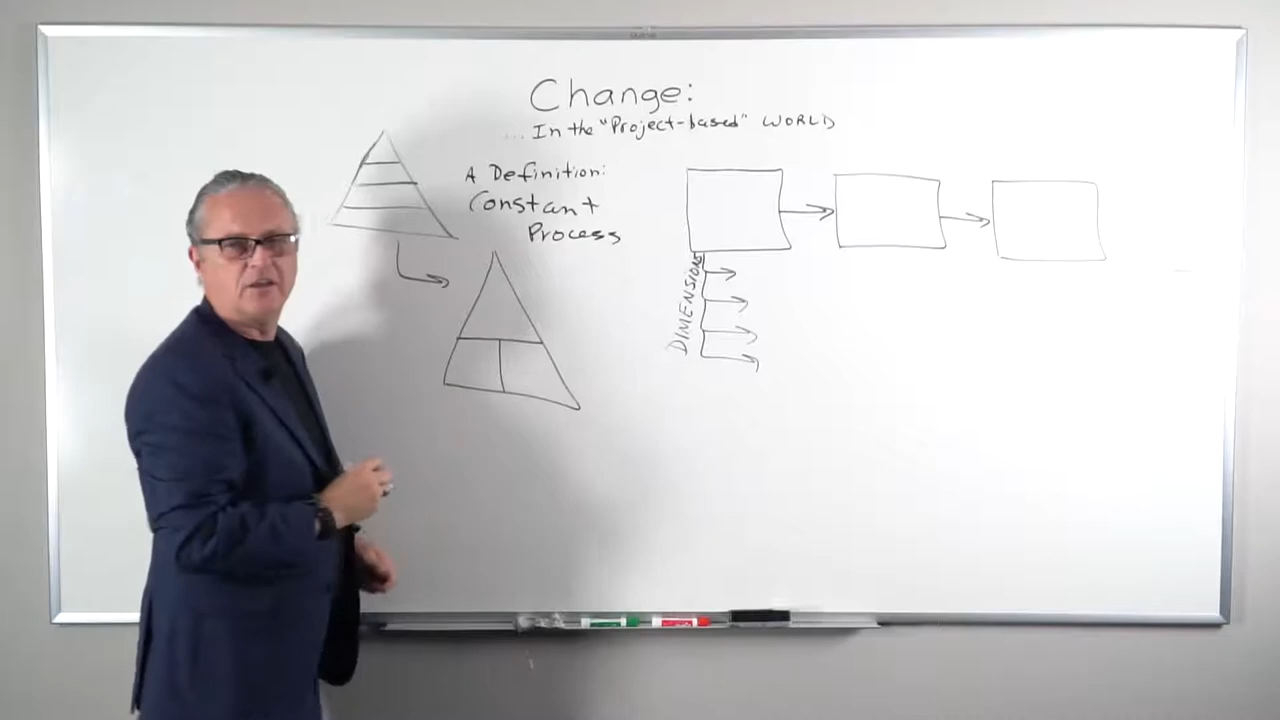 Change:
... In the "Project-based" WORLD
A Definition:
Constant
Process
DIMENSIONS